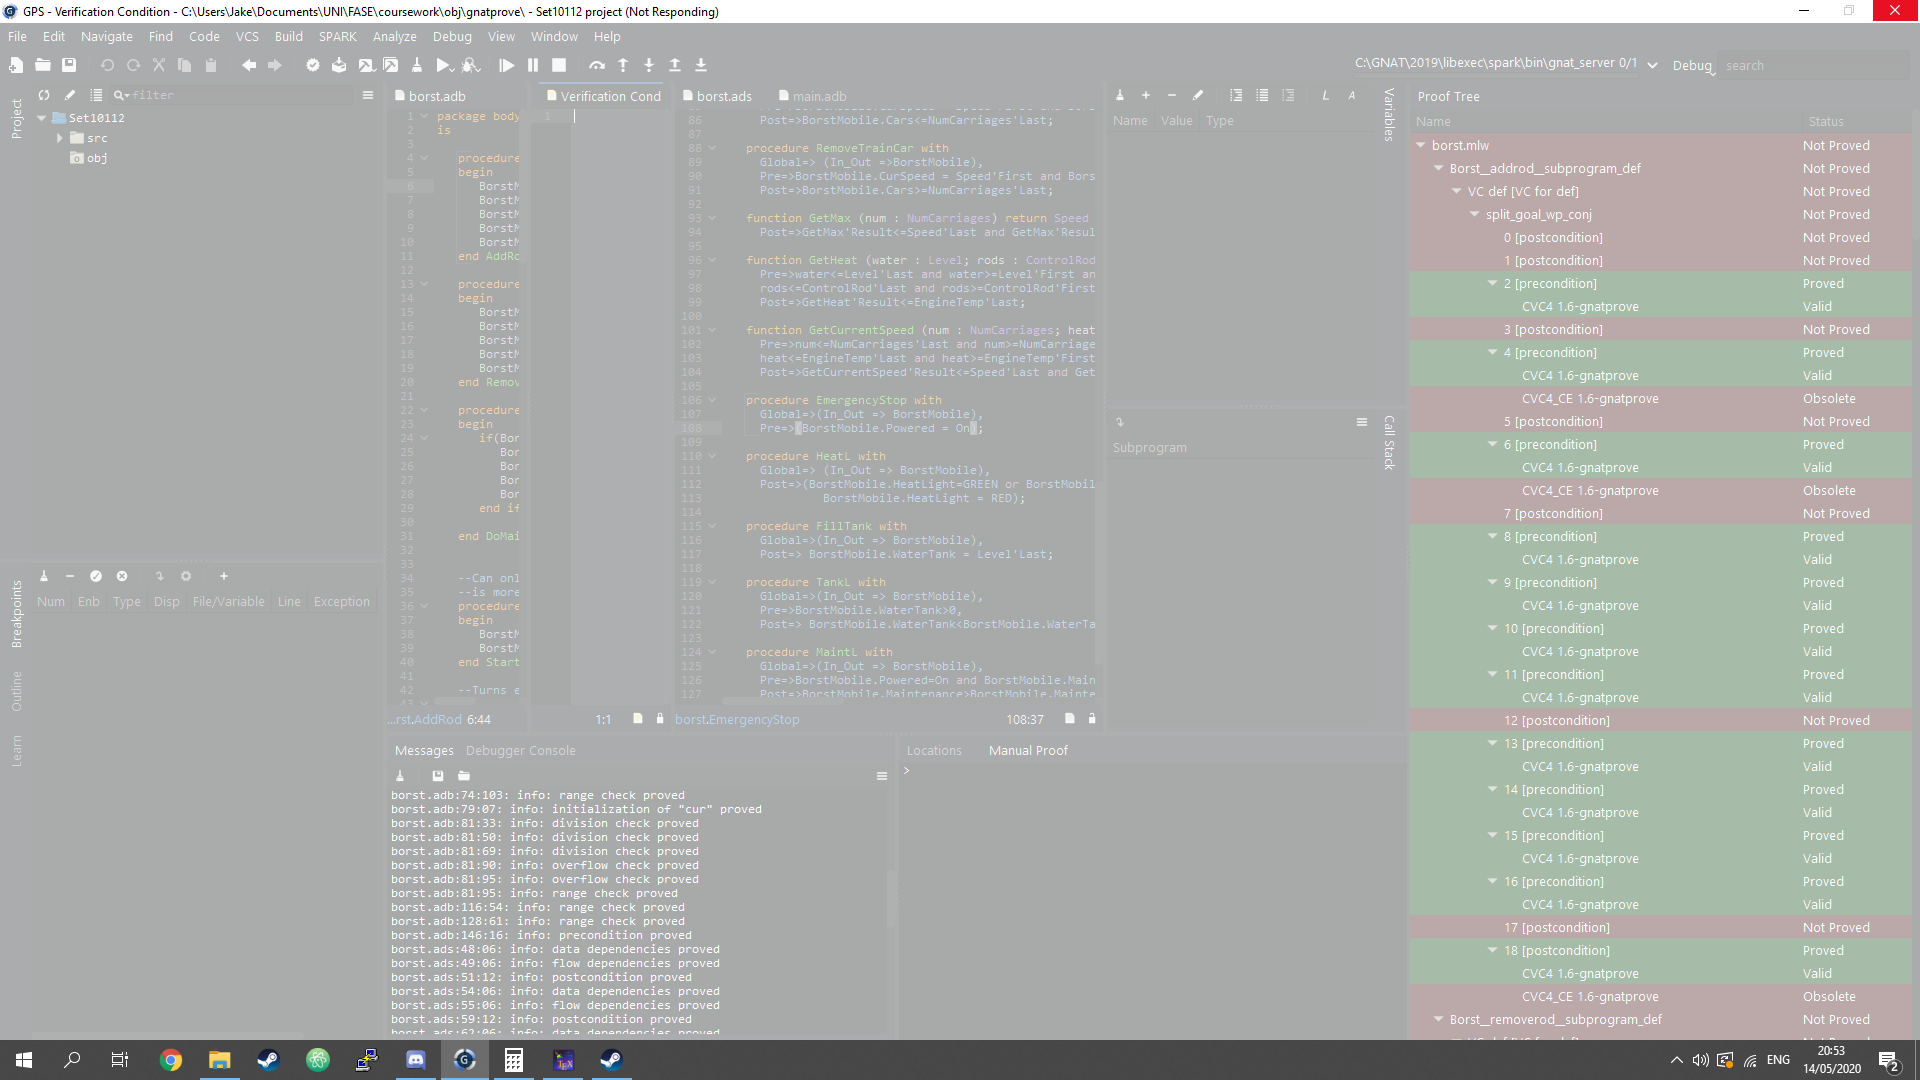 GPS - Verification Condition - C:\Users\Jake\Documents\UNI\FASE\coursework\obj\gnatprove\ - Set10112 project (Not Responding)
File Edit Navigate Find Code VCS Build SPARK Analyze Debug View Window Help
C:\GNAT\2019\libexec\spark\bin\gnat_server 0/1 Debug search
Project
filter
Set10112
src
obj
Breakpoints
Outline
Learn
Num Enb Type Disp File/Variable Line Exception
borst.adb Verification Cond borst.ads main.adb
1 package body
is
3
4 procedure
5 begin
6 BorstM
7 BorstM
8 BorstM
9 BorstM
10 BorstM
11 end AddRod
12
13 procedure
14 begin
15 BorstM
16 BorstM
17 BorstM
18 BorstM
19 BorstM
20 end Remov
21
22 procedure
23 begin
24 if(Bor
25 Bor
26 Bor
27 Bor
28 Bor
29 end if
30
31 end DoMai
32
33
34 --Can onl
35 --is more
36 procedure
37 begin
38 BorstM
39 BorstM
40 end Start
41
42 --Turns e
43
...rst.AddRod 6:44
1
1:1
86 Post=>BorstMobile.Cars<=NumCarriages'Last;
87
88 procedure RemoveTrainCar with
89 Global=> (In_Out =>BorstMobile),
90 Pre=>BorstMobile.CurSpeed = Speed'First and Bors
91 Post=>BorstMobile.Cars>=NumCarriages'Last;
92
93 function GetMax (num : NumCarriages) return Speed
94 Post=>GetMax'Result<=Speed'Last and GetMax'Resul
95
96 function GetHeat (water : Level; rods : ControlRod
97 Pre=>water<=Level'Last and water>=Level'First an
98 rods<=ControlRod'Last and rods>=ControlRod'First
99 Post=>GetHeat'Result<=EngineTemp'Last;
100
101 function GetCurrentSpeed (num : NumCarriages; heat
102 Pre=>num<=NumCarriages'Last and num>=NumCarriage
103 heat<=EngineTemp'Last and heat>=EngineTemp'First
104 Post=>GetCurrentSpeed'Result<=Speed'Last and Get
105
106 procedure EmergencyStop with
107 Global=>(In_Out => BorstMobile),
108 Pre=>(BorstMobile.Powered = On);
109
110 procedure HeatL with
111 Global=> (In_Out => BorstMobile),
112 Post=>(BorstMobile.HeatLight=GREEN or BorstMobil
113 BorstMobile.HeatLight = RED);
114
115 procedure FillTank with
116 Global=>(In_Out => BorstMobile),
117 Post=> BorstMobile.WaterTank = Level'Last;
118
119 procedure TankL with
120 Global=>(In_Out => BorstMobile),
121 Pre=>BorstMobile.WaterTank>0,
122 Post=> BorstMobile.WaterTank<BorstMobile.WaterTa
123
124 procedure MaintL with
125 Global=>(In_Out => BorstMobile),
126 Pre=>BorstMobile.Powered=On and BorstMobile.Main
127 Post=>BorstMobile.Maintenance>BorstMobile.Mainte
borst.EmergencyStop 108:37
Messages Debugger Console
borst.adb:74:103: info: range check proved
borst.adb:79:07: info: initialization of "cur" proved
borst.adb:81:33: info: division check proved
borst.adb:81:50: info: division check proved
borst.adb:81:69: info: division check proved
borst.adb:81:90: info: overflow check proved
borst.adb:81:95: info: overflow check proved
borst.adb:81:95: info: range check proved
borst.adb:116:54: info: range check proved
borst.adb:128:61: info: range check proved
borst.adb:146:16: info: precondition proved
borst.ads:48:06: info: data dependencies proved
borst.ads:49:06: info: flow dependencies proved
borst.ads:51:12: info: postcondition proved
borst.ads:54:06: info: data dependencies proved
borst.ads:55:06: info: flow dependencies proved
borst.ads:59:12: info: postcondition proved
borst.ads:62:06: info: data dependencies proved
Locations Manual Proof
>
L A
Name Value Type
Variables
Call Stack
Subprogram
Proof Tree
Name Status
borst.mlw Not Proved
Borst__addrod__subprogram_def Not Proved
VC def [VC for def] Not Proved
split_goal_wp_conj Not Proved
0 [postcondition] Not Proved
1 [postcondition] Not Proved
2 [precondition] Proved
CVC4 1.6-gnatprove Valid
3 [postcondition] Not Proved
4 [precondition] Proved
CVC4 1.6-gnatprove Valid
CVC4_CE 1.6-gnatprove Obsolete
5 [postcondition] Not Proved
6 [precondition] Proved
CVC4 1.6-gnatprove Valid
CVC4_CE 1.6-gnatprove Obsolete
7 [postcondition] Not Proved
8 [precondition] Proved
CVC4 1.6-gnatprove Valid
9 [precondition] Proved
CVC4 1.6-gnatprove Valid
10 [precondition] Proved
CVC4 1.6-gnatprove Valid
11 [precondition] Proved
CVC4 1.6-gnatprove Valid
12 [postcondition] Not Proved
13 [precondition] Proved
CVC4 1.6-gnatprove Valid
14 [precondition] Proved
CVC4 1.6-gnatprove Valid
15 [precondition] Proved
CVC4 1.6-gnatprove Valid
16 [precondition] Proved
CVC4 1.6-gnatprove Valid
17 [postcondition] Not Proved
18 [postcondition] Proved
CVC4 1.6-gnatprove Valid
CVC4_CE 1.6-gnatprove Obsolete
Borst__removerod__subprogram_def Not Proved
ENG
20:53
14/05/2020
2